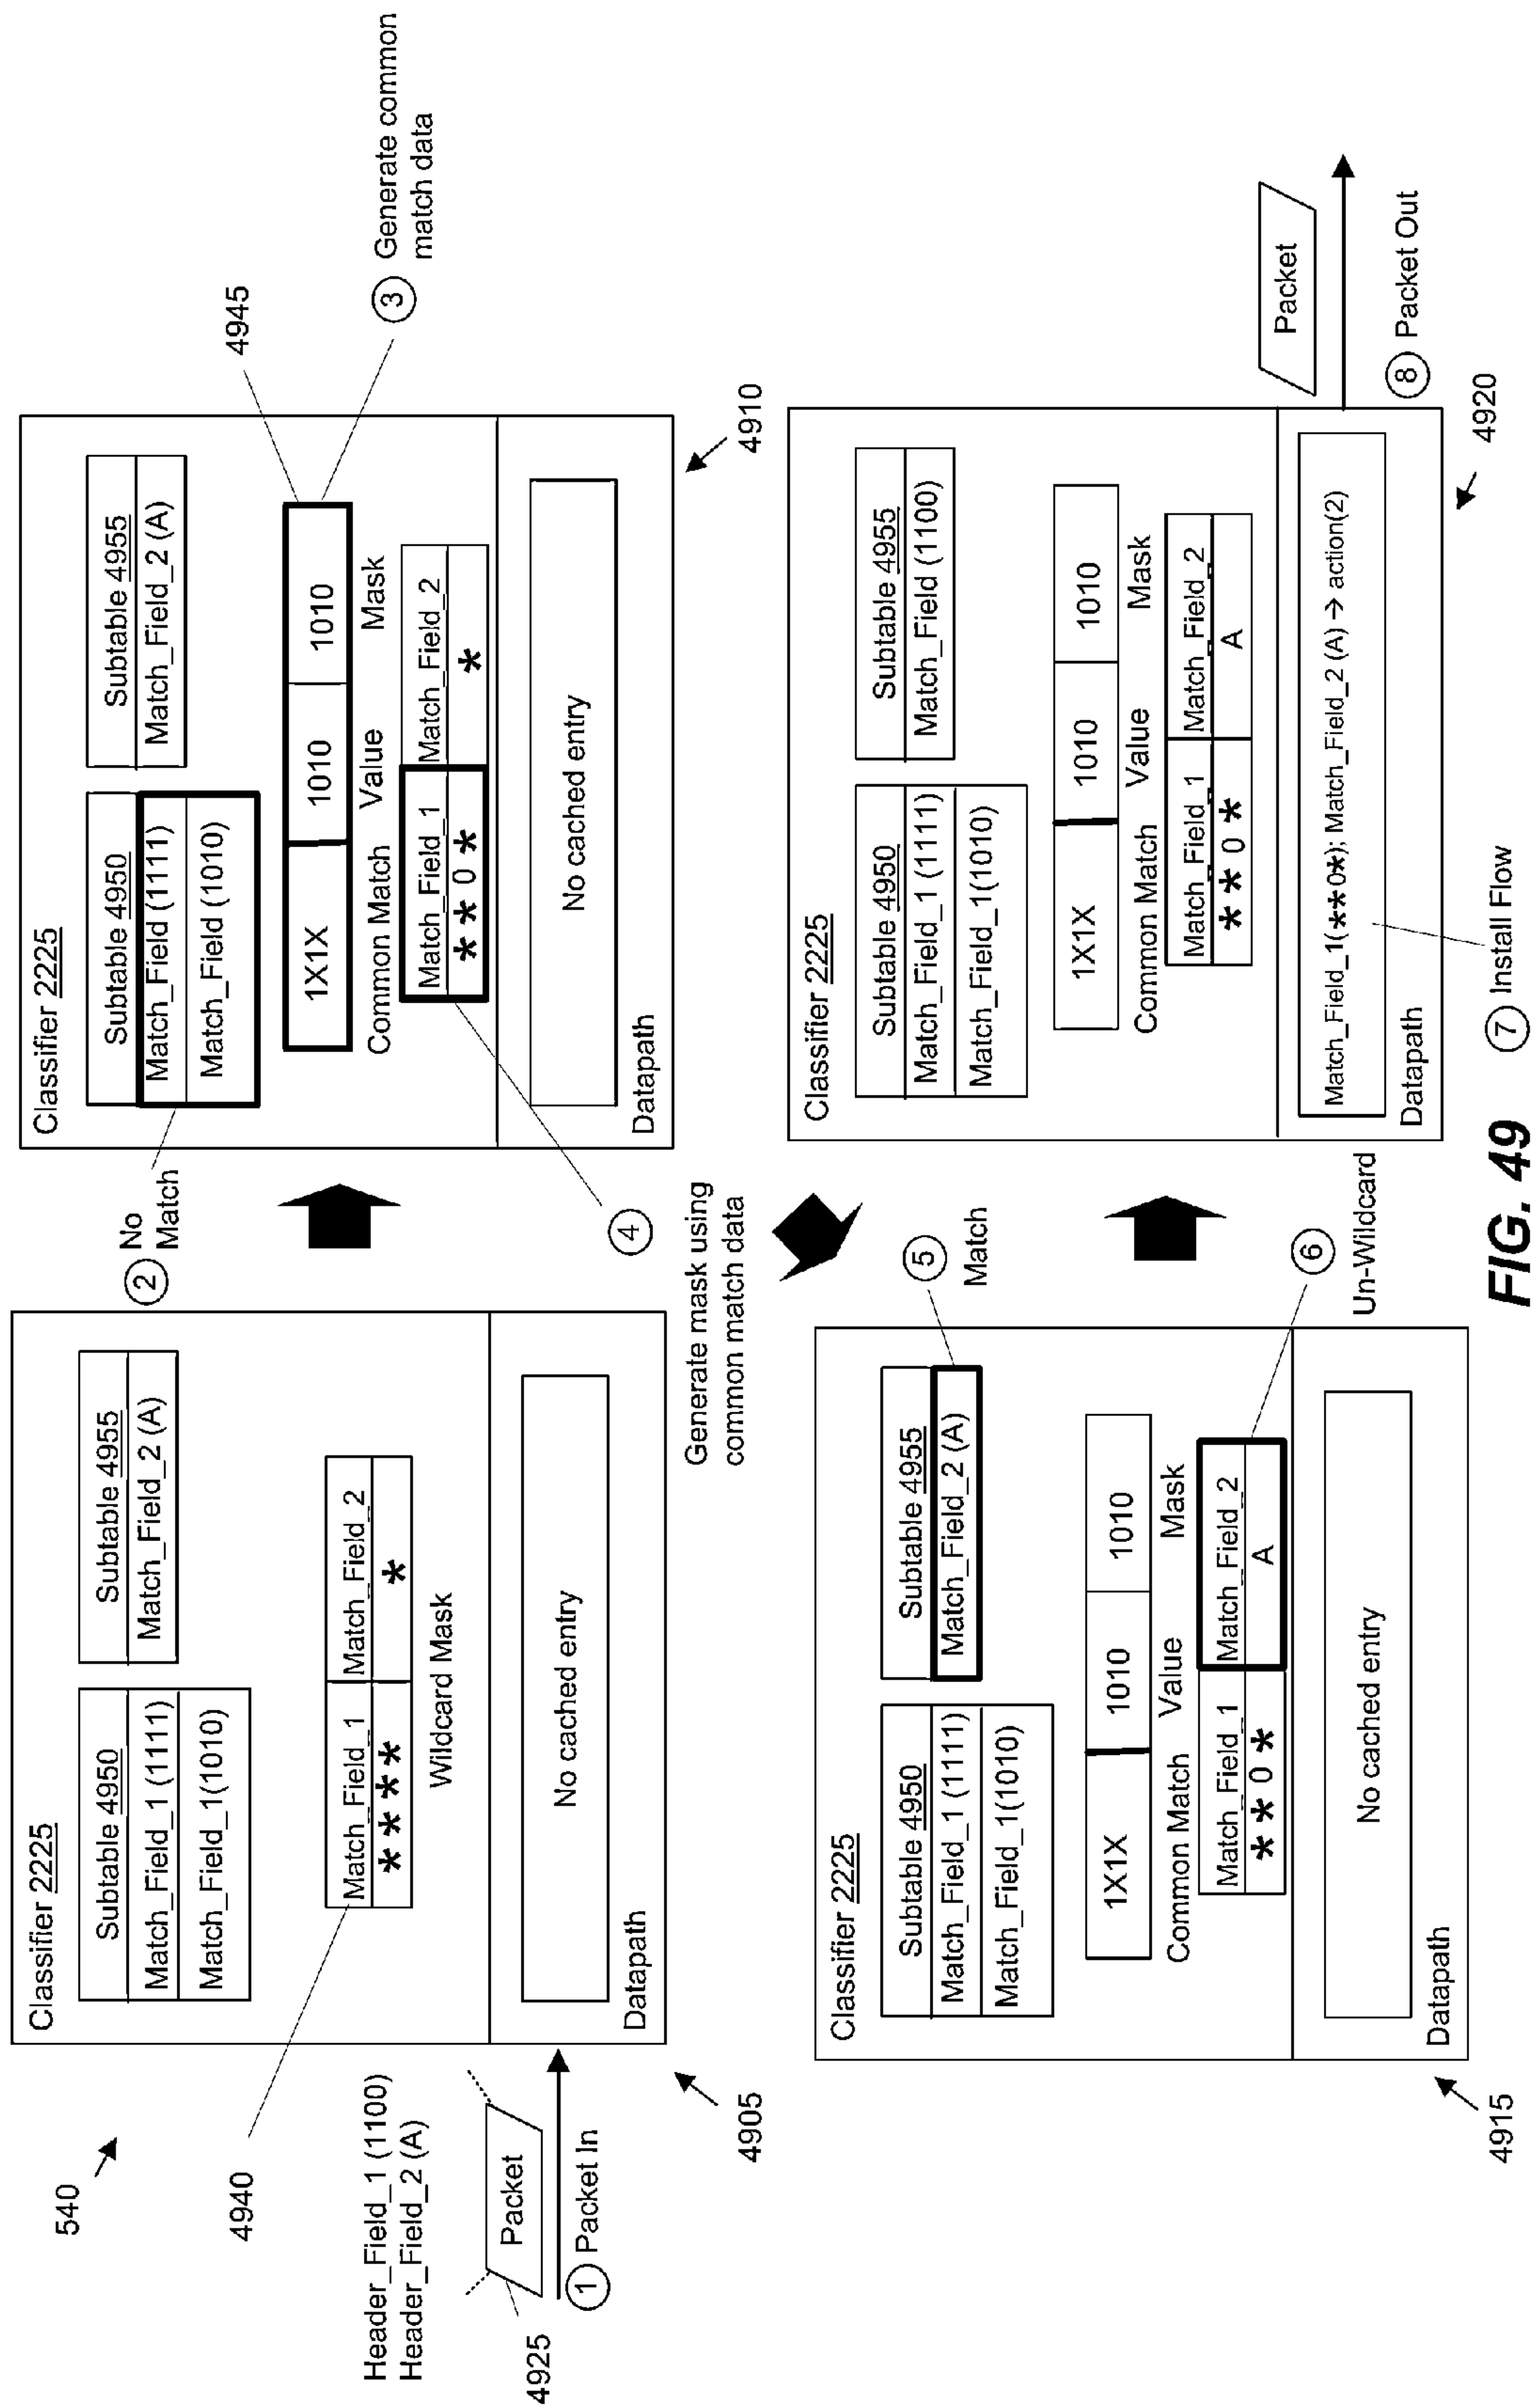 540
4940
Header_Field_1 (1100)
Header_Field_2 (A)
4925
Packet
1 Packet In
4905
Classifier 2225
Subtable 4950
Match_Field_1 (1111)
Match_Field_1(1010)
Subtable 4955
Match_Field_2 (A)
Match_Field_1
****
Match_Field_2
*
Wildcard Mask
No cached entry
Datapath
2 No
Match
Classifier 2225
Subtable 4950
Match_Field (1111)
Match_Field (1010)
Subtable 4955
Match_Field_2 (A)
1X1X
1010
1010
Common Match
Value
Mask
Match_Field_1
**0*
Match_Field_2
*
No cached entry
Datapath
4945
3 Generate common
match data
4910
4
Generate mask using
common match data
Classifier 2225
Subtable 4950
Match_Field_1 (1111)
Match_Field_1(1010)
Subtable 4955
Match_Field_2 (A)
1X1X
1010
1010
Common Match
Value
Mask
Match_Field_1
**0*
Match_Field_2
A
No cached entry
Datapath
4915
5
Match
6
Un-Wildcard
Classifier 2225
Subtable 4950
Match_Field_1 (1111)
Match_Field_1(1010)
Subtable 4955
Match_Field (1100)
1X1X
1010
1010
Common Match
Value
Mask
Match_Field_1
**0*
Match_Field_2
A
Match_Field_1(**0*); Match_Field_2 (A) → action(2)
Datapath
7 Install Flow
4920
Packet
8 Packet Out
FIG. 49